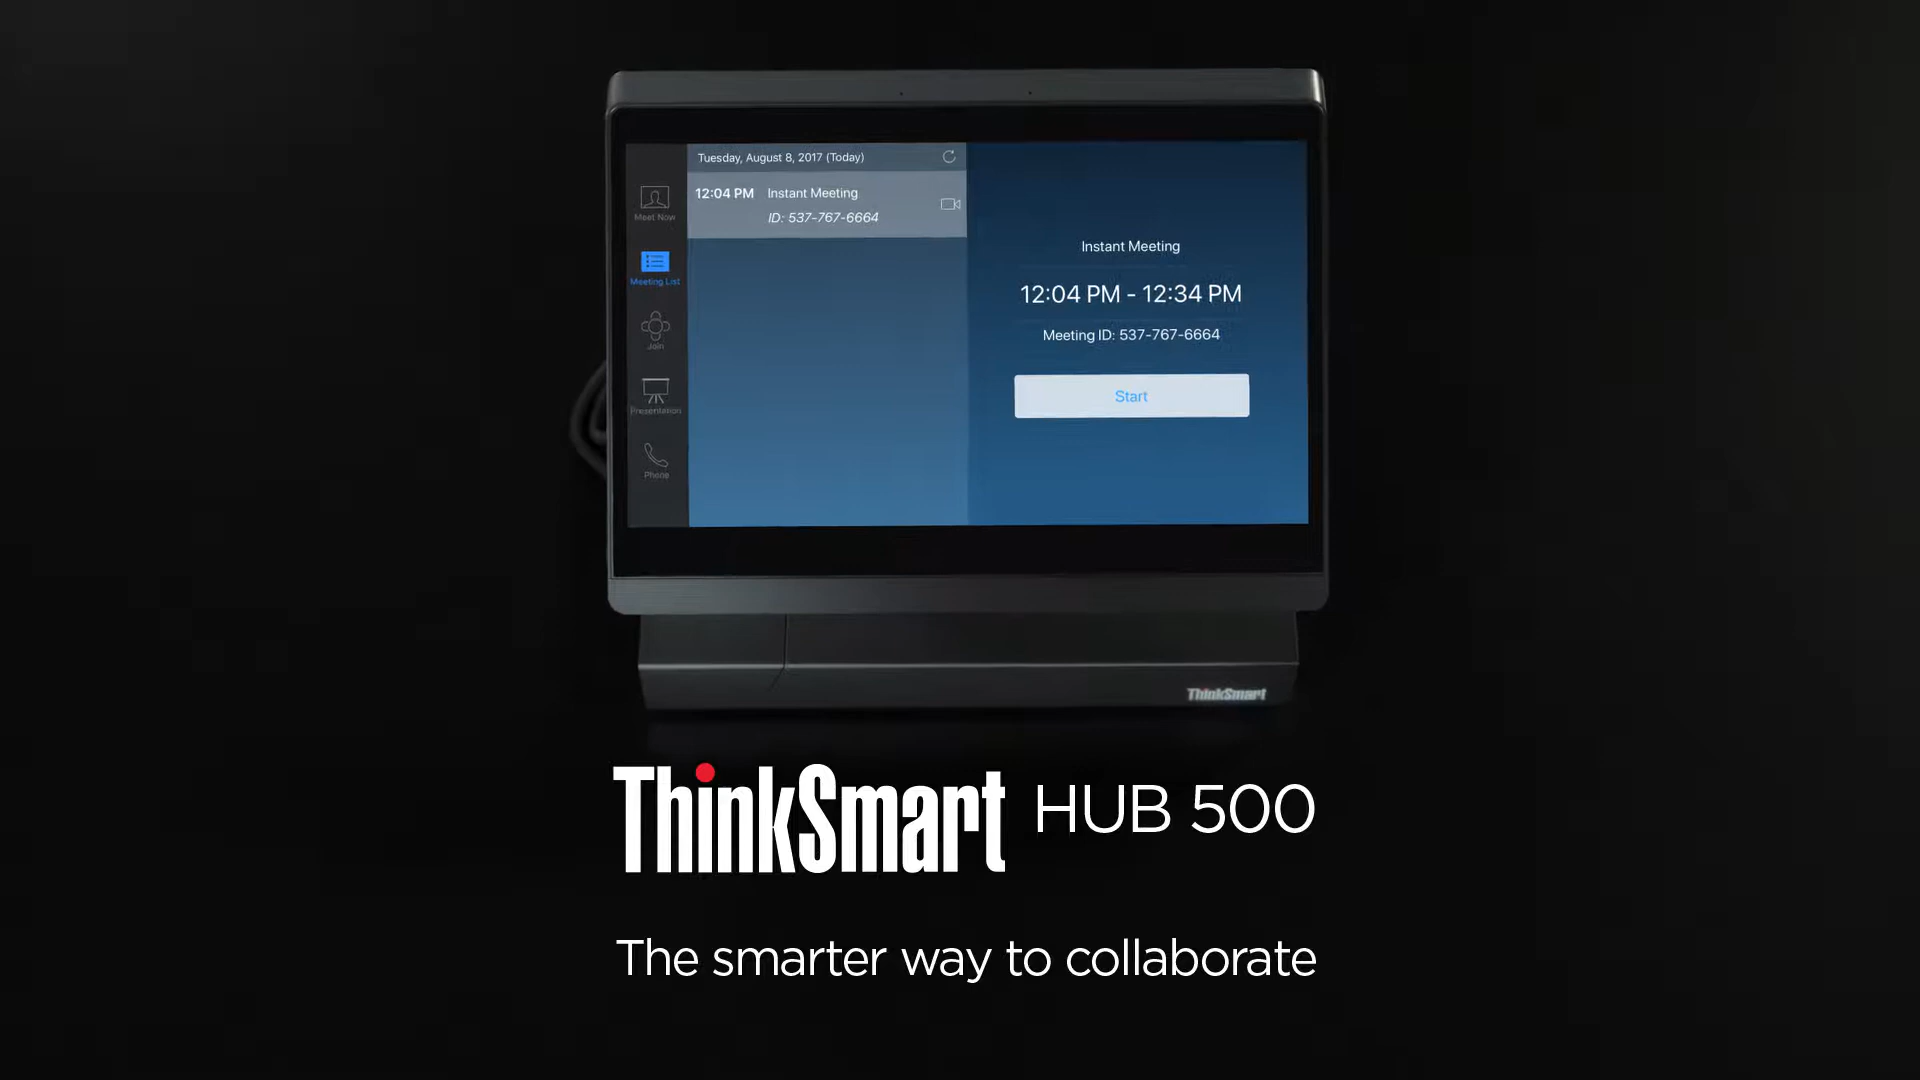 Tuesday, August 8, 2017 (Today)
12:04 PM Instant Meeting
ID: 537-767-6664
Meet Now
Meeting List
Join
Presentation
Phone
Instant Meeting
12:04 PM - 12:34 PM
Meeting ID: 537-767-6664
Start
ThinkSmart
ThinkSmart HUB 500
The smarter way to collaborate